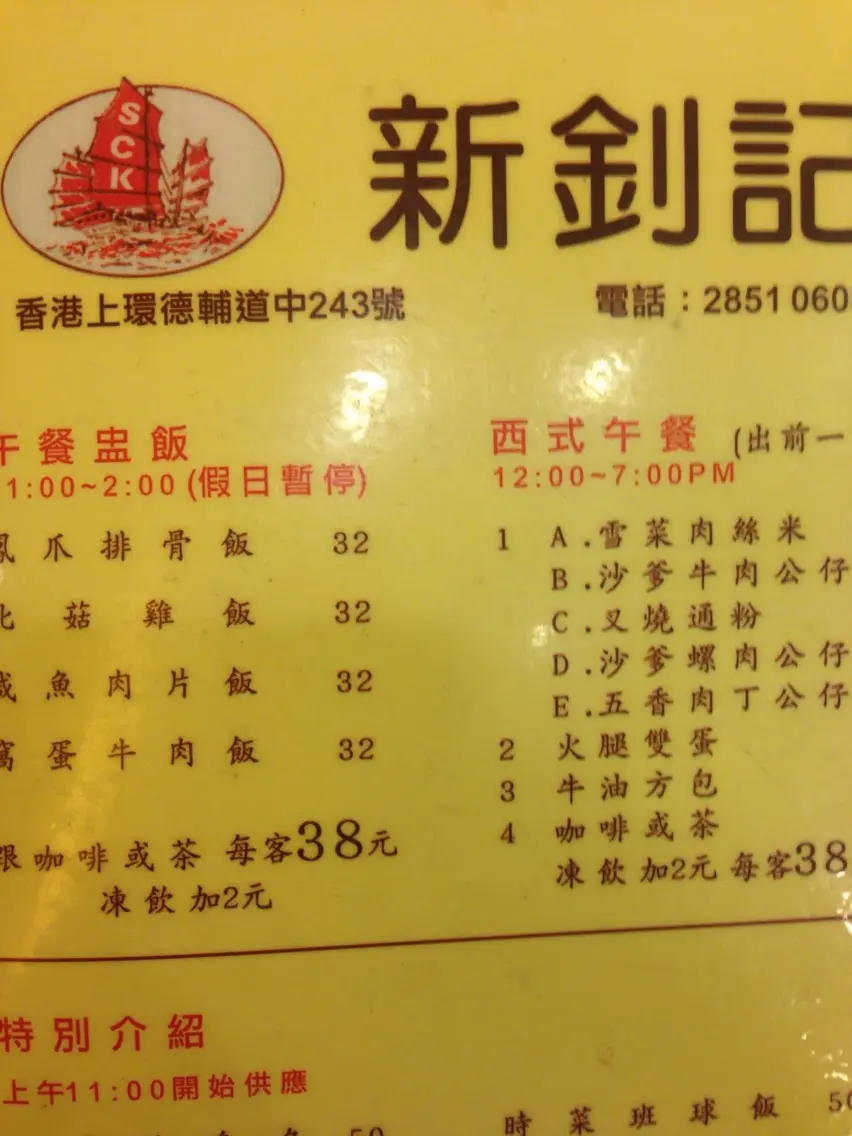 SCK
新釗記
香港上環德輔道中243號
電話：2851 060
午餐盅飯
1:00~2:00 (假日暫停)
鳳爪排骨飯 32
北菇雞飯 32
咸魚肉片飯 32
窩蛋牛肉飯 32
跟咖啡或茶 每客38元
凍飲加2元
西式午餐 (出前一
12:00~7:00PM
1 A.雪菜肉絲米
B.沙爹牛肉公仔
C.叉燒通粉
D.沙爹螺肉公仔
E.五香肉丁公仔
2 火腿雙蛋
3 牛油方包
4 咖啡或茶
凍飲加2元 每客38
特別介紹
上午11:00開始供應
時菜班球飯 50